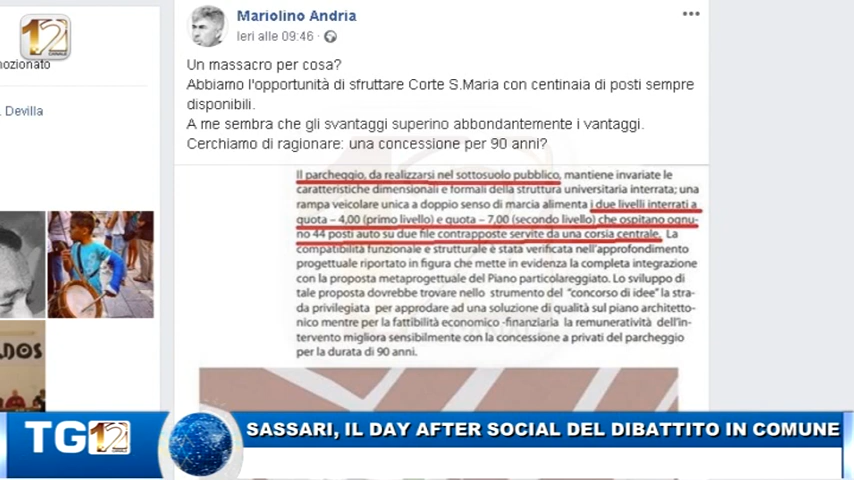 12
CANALE
mozionato
Devilla
ADOS
Mariolino Andria
Ieri alle 09:46 ·
Un massacro per cosa?
Abbiamo l'opportunità di sfruttare Corte S.Maria con centinaia di posti sempre
disponibili.
A me sembra che gli svantaggi superino abbondantemente i vantaggi.
Cerchiamo di ragionare: una concessione per 90 anni?
Il parcheggio, da realizzarsi nel sottosuolo pubblico, mantiene invariate le
caratteristiche dimensionali e formali della struttura universitaria interrata; una
rampa veicolare unica a doppio senso di marcia alimenta i due livelli interrati a
quota – 4,00 (primo livello) e quota – 7,00 (secondo livello) che ospitano ognu-
no 44 posti auto su due file contrapposte servite da una corsia centrale. La
compatibilità funzionale e strutturale è stata verificata nell'approfondimento
progettuale riportato in figura che mette in evidenza la completa integrazione
con la proposta metaprogettuale del Piano particolareggiato. Lo sviluppo di
tale proposta dovrebbe trovare nello strumento del "concorso di idee" la stra-
da privilegiata per approdare ad una soluzione di qualità sul piano architetto-
nico mentre per la fattibilità economico-finanziaria la remuneratività dell'in-
tervento migliora sensibilmente con la concessione a privati del parcheggio
per la durata di 90 anni.
TG12
SASSARI, IL DAY AFTER SOCIAL DEL DIBATTITO IN COMUNE